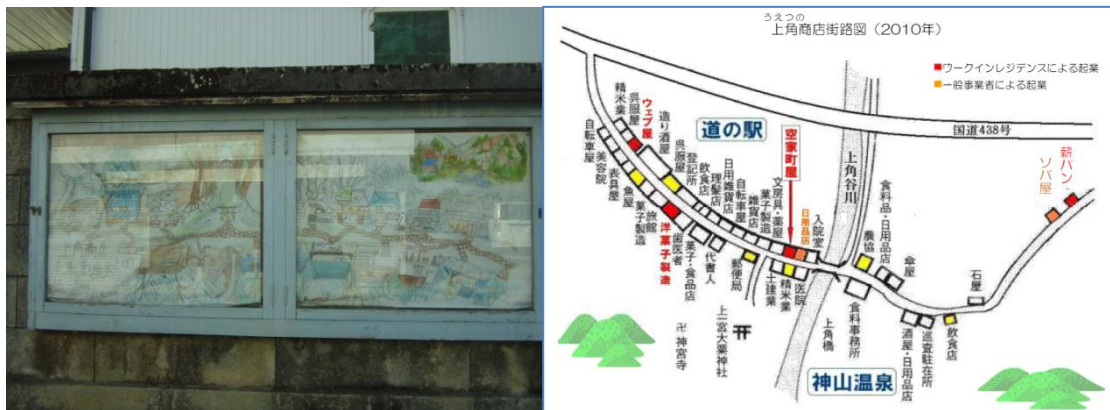 うえつの
上角商店街路図（2010年）
■ワークインレジデンスによる起業
■一般事業者による起業
国道438号
道の駅
上角谷川
精米業
呉服屋
ウェブ屋
造り酒屋
呉服屋
登記所
飲食店
理髪店
日用雑貨店
自転車屋
雑貨店
菓子製造
文房具・薬屋
空家町屋
日用品店
入院室
農協
食料品・日用品店
傘屋
石屋
薪パン・
ソバ屋
自転車屋
美容院
表具屋
魚屋
菓子製造
旅館
洋菓子製造
歯医者
菓子・食品店
代書人
郵便局
土建業
精米業
医院
上角橋
食料事務所
酒屋・日用品店
巡査駐在所
飲食店
卍 神宮寺
上一宮大粟神社
神山温泉